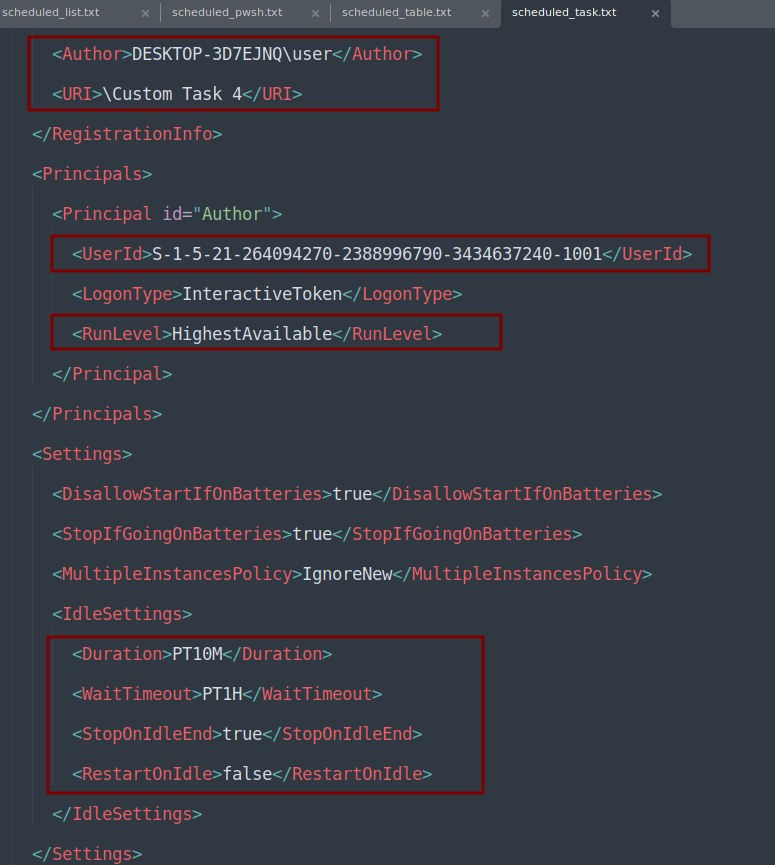 scheduled_list.txt × scheduled_pwsh.txt × scheduled_table.txt × scheduled_task.txt ×
<Author>DESKTOP-3D7EJNQ\user</Author>
<URI>\Custom Task 4</URI>
</RegistrationInfo>
<Principals>
<Principal id="Author">
<UserId>S-1-5-21-264094270-2388996790-3434637240-1001</UserId>
<LogonType>InteractiveToken</LogonType>
<RunLevel>HighestAvailable</RunLevel>
</Principal>
</Principals>
<Settings>
<DisallowStartIfOnBatteries>true</DisallowStartIfOnBatteries>
<StopIfGoingOnBatteries>true</StopIfGoingOnBatteries>
<MultipleInstancesPolicy>IgnoreNew</MultipleInstancesPolicy>
<IdleSettings>
<Duration>PT10M</Duration>
<WaitTimeout>PT1H</WaitTimeout>
<StopOnIdleEnd>true</StopOnIdleEnd>
<RestartOnIdle>false</RestartOnIdle>
</IdleSettings>
</Settings>